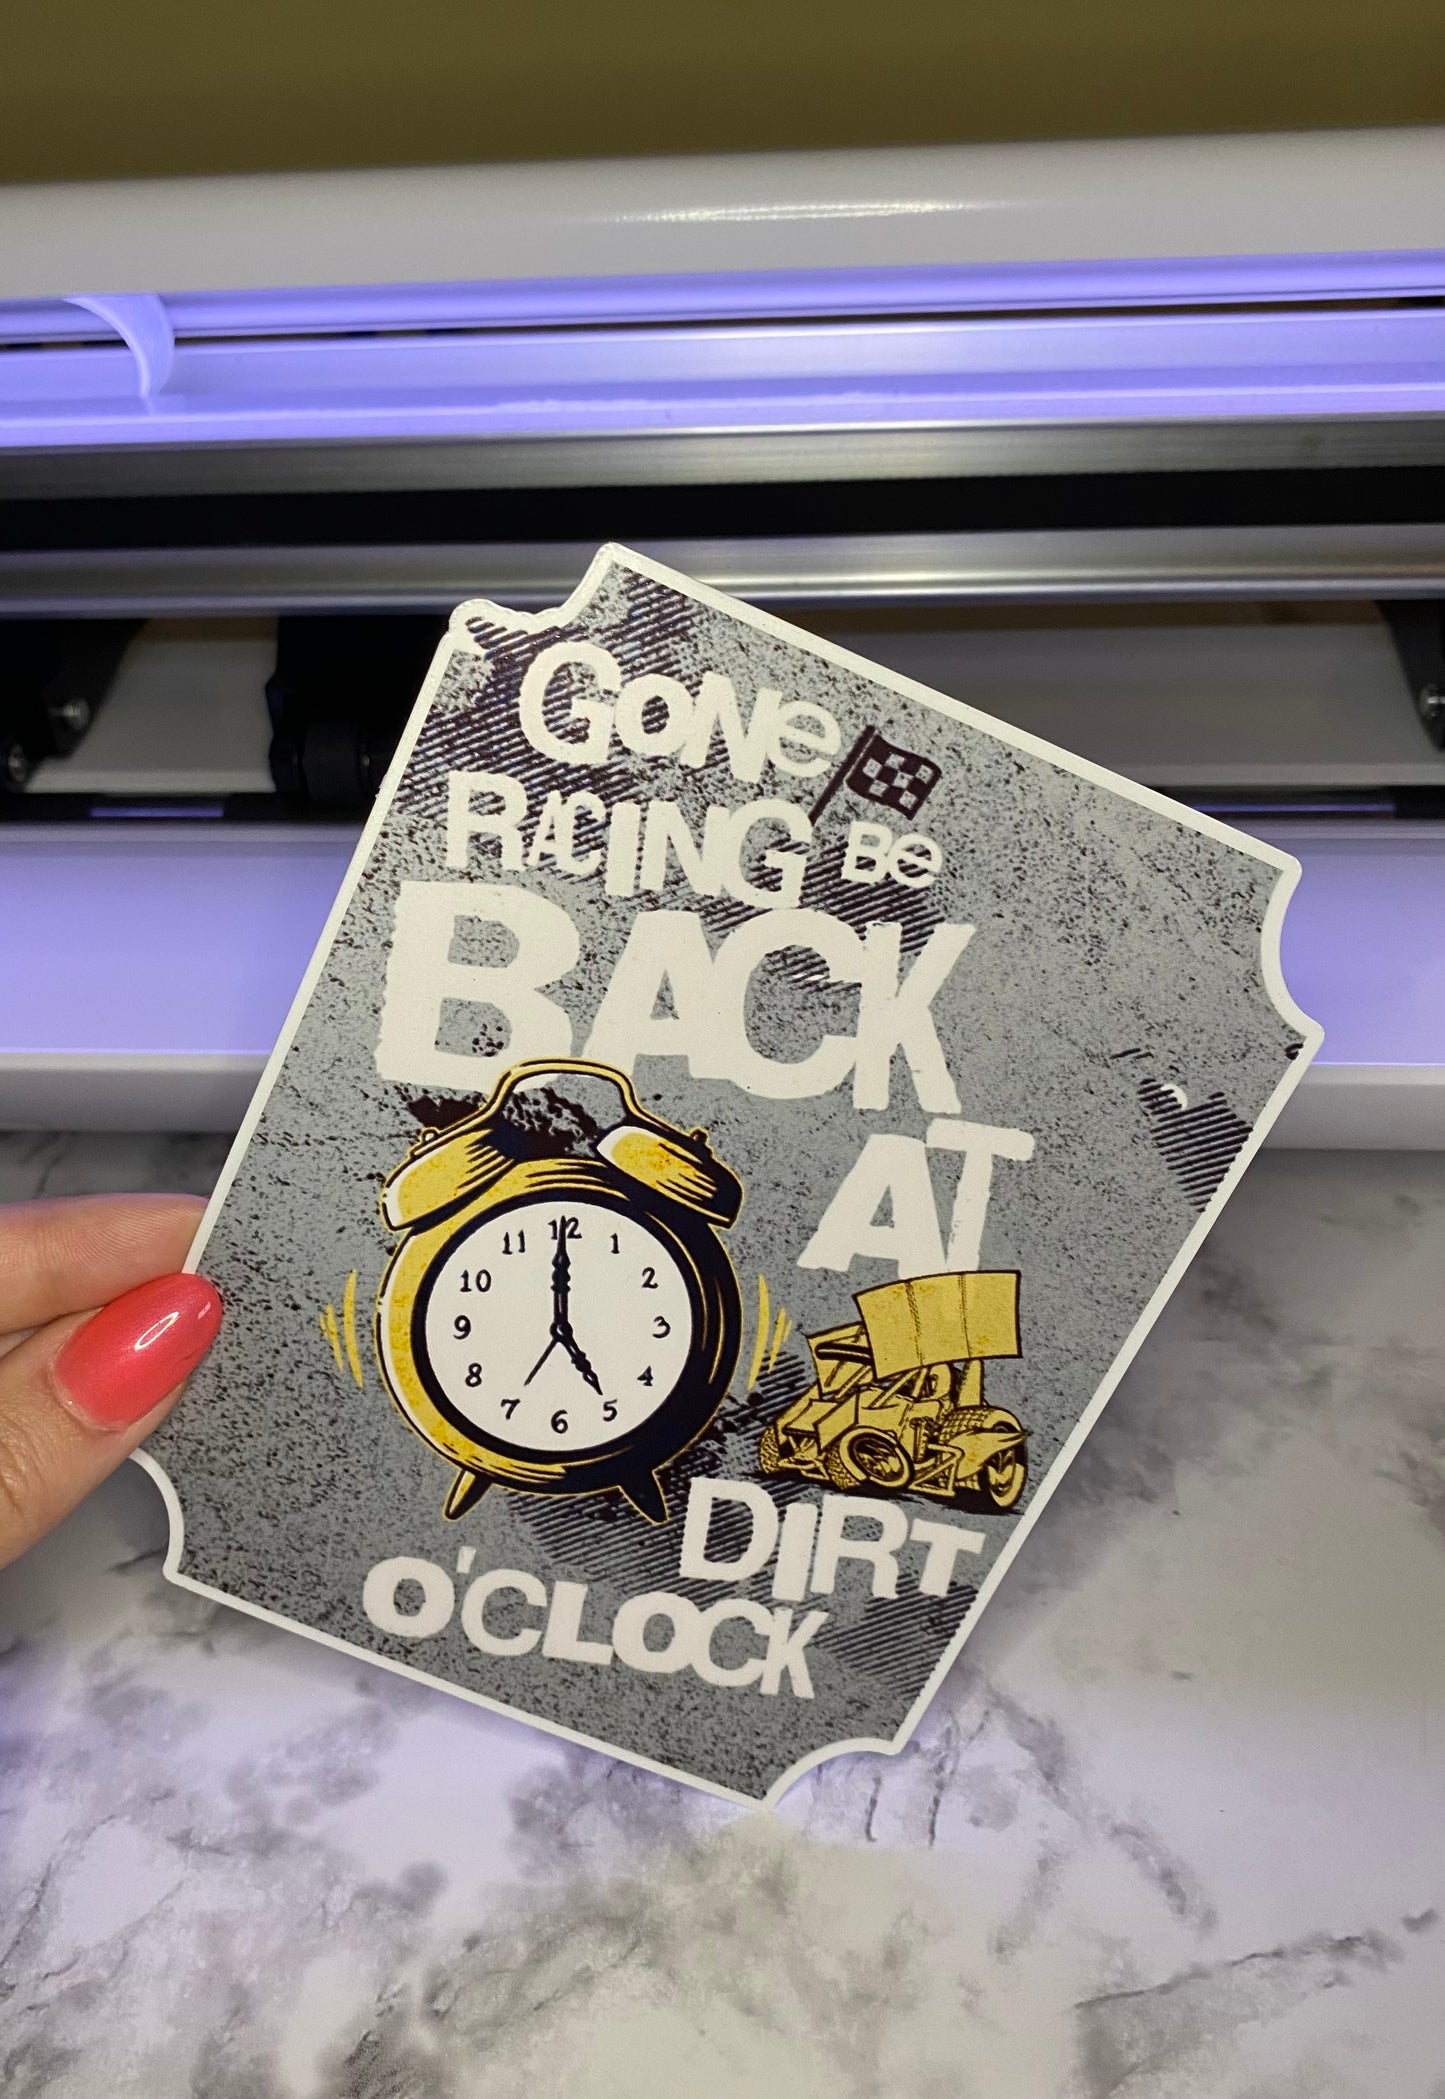 GoNe
RACING Be
BACK
AT
11 12 1
10 2
9 3
8 4
7 6 5
DIRT
O'CLOCK